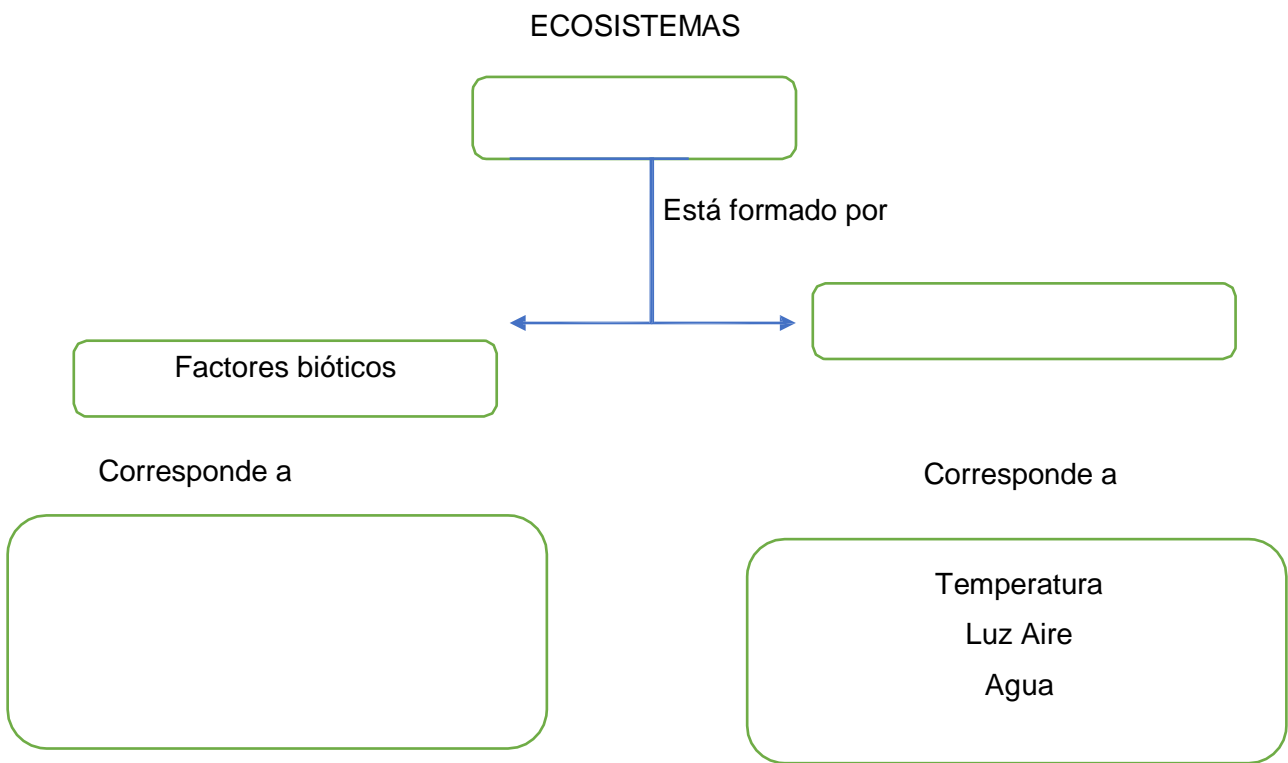 ECOSISTEMAS
Está formado por
Factores bióticos
Corresponde a
Corresponde a
Temperatura
Luz Aire
Agua